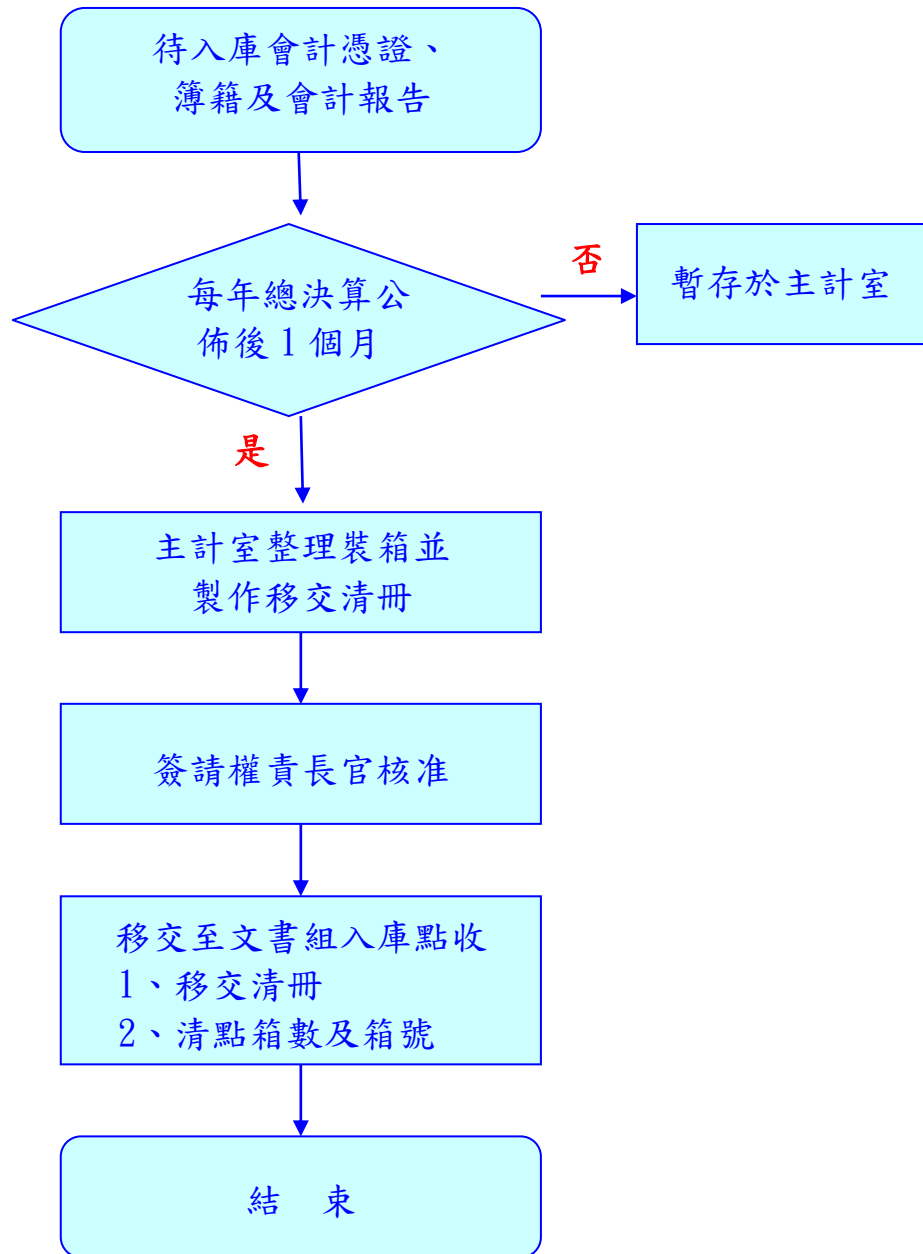 待入庫會計憑證、
簿籍及會計報告
每年總決算公
佈後1個月
否
暫存於主計室
是
主計室整理裝箱並
製作移交清冊
簽請權責長官核准
移交至文書組入庫點收
1、移交清冊
2、清點箱數及箱號
結 束